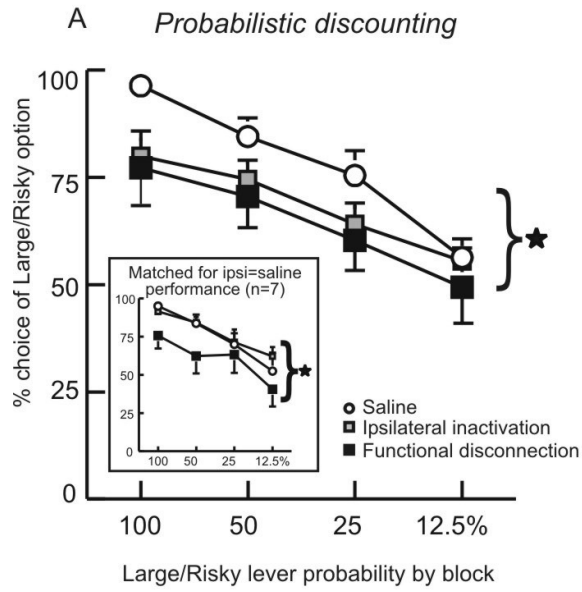 A
Probabilistic discounting
% choice of Large/Risky option
100
75
50
25
0
Matched for ipsi=saline
performance (n=7)
100
75
50
25
0
100 50 25 12.5%
Saline
Ipsilateral inactivation
Functional disconnection
100 50 25 12.5%
Large/Risky lever probability by block